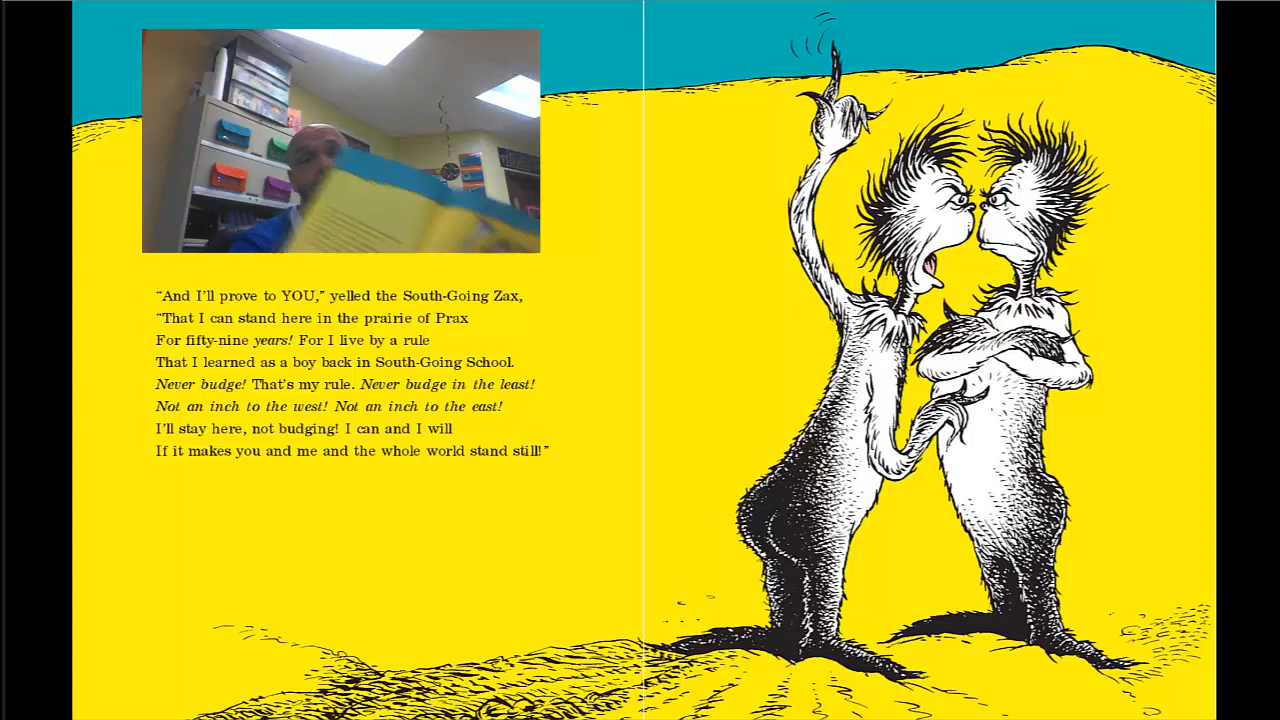 “And I’ll prove to YOU,” yelled the South-Going Zax,
“That I can stand here in the prairie of Prax
For fifty-nine years! For I live by a rule
That I learned as a boy back in South-Going School.
Never budge! That’s my rule. Never budge in the least!
Not an inch to the west! Not an inch to the east!
I’ll stay here, not budging! I can and I will
If it makes you and me and the whole world stand still!”